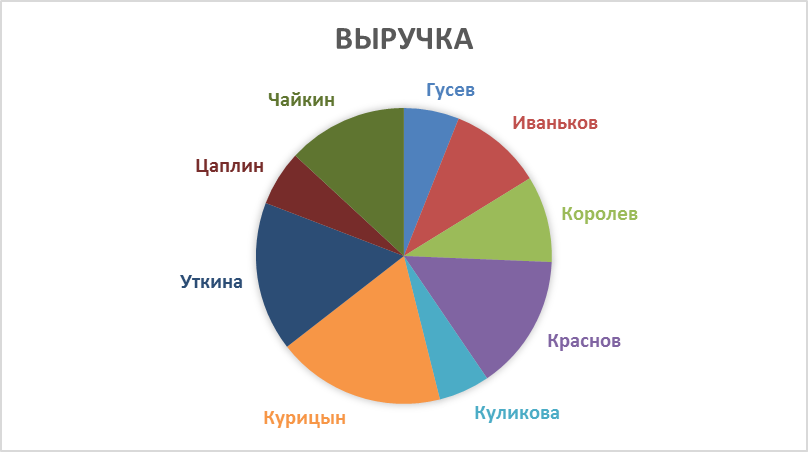 ВЫРУЧКА
Гусев
Иваньков
Королев
Краснов
Куликова
Курицын
Уткина
Цаплин
Чайкин